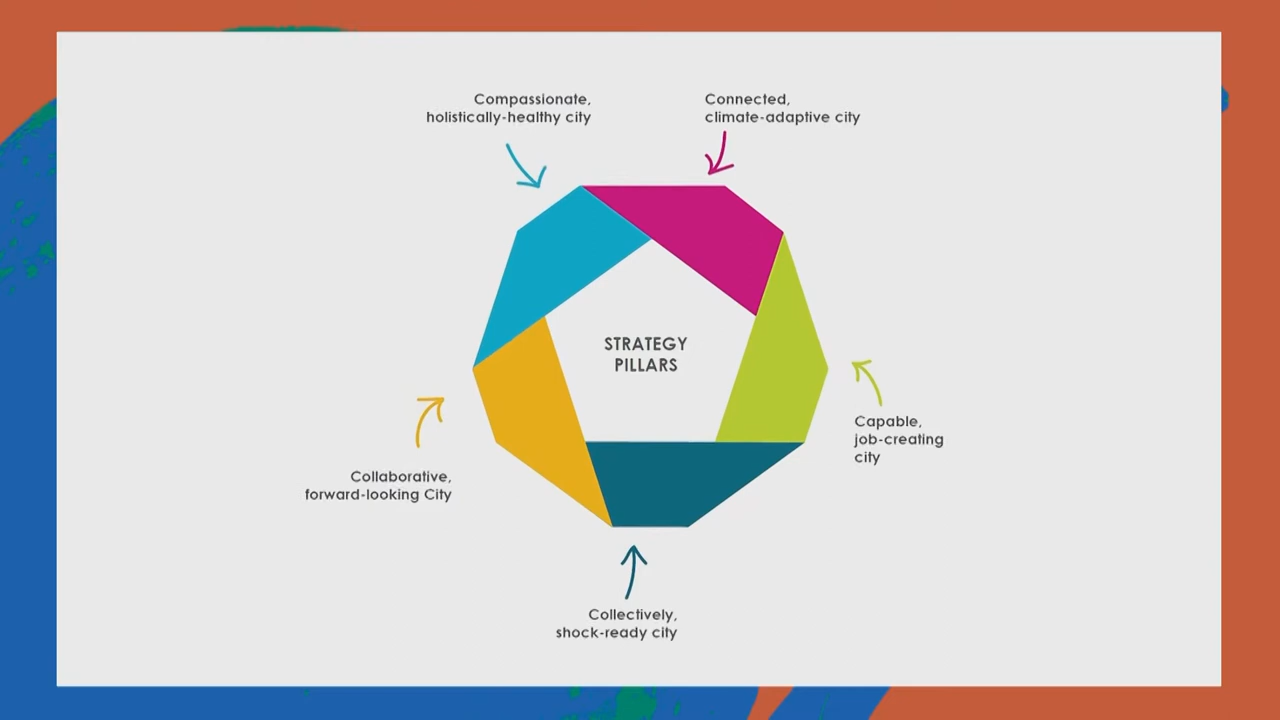 Compassionate,
holistically-healthy city
Connected,
climate-adaptive city
STRATEGY
PILLARS
Capable,
job-creating
city
Collaborative,
forward-looking City
Collectively,
shock-ready city